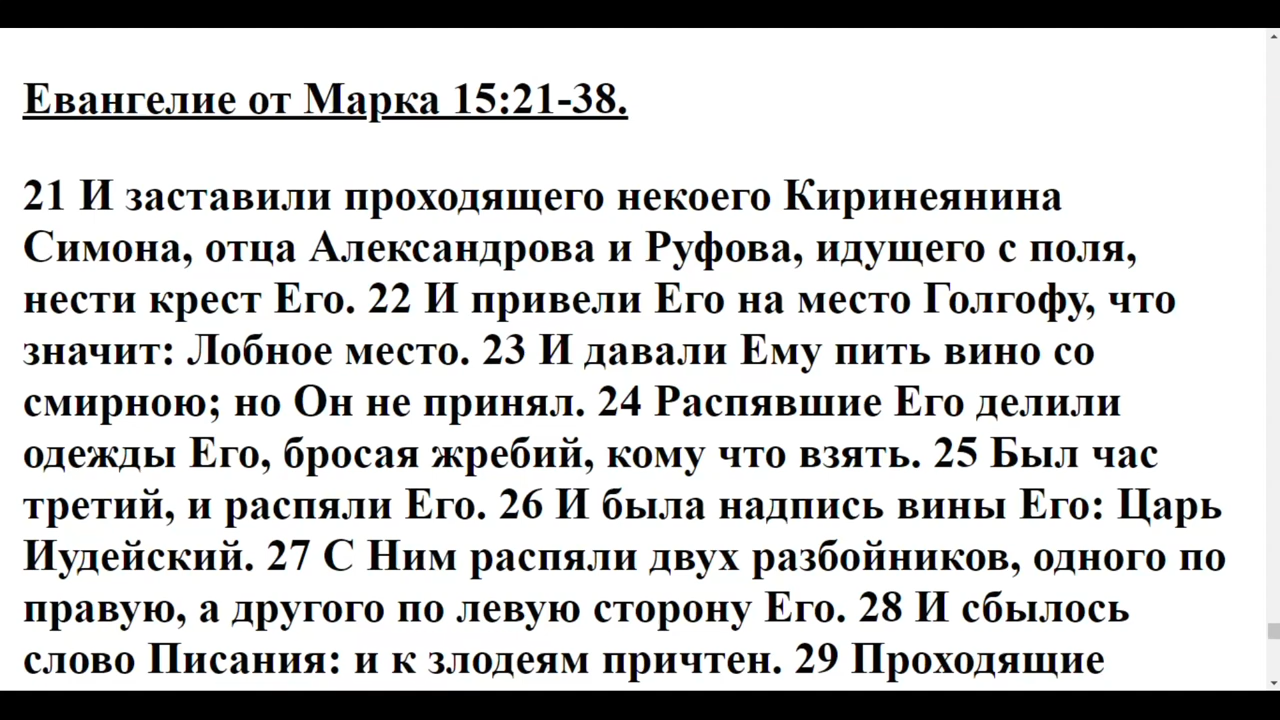 Евангелие от Марка 15:21-38.
21 И заставили проходящего некоего Киринеянина
Симона, отца Александрова и Руфова, идущего с поля,
нести крест Его. 22 И привели Его на место Голгофу, что
значит: Лобное место. 23 И давали Ему пить вино со
смирною; но Он не принял. 24 Распявшие Его делили
одежды Его, бросая жребий, кому что взять. 25 Был час
третий, и распяли Его. 26 И была надпись вины Его: Царь
Иудейский. 27 С Ним распяли двух разбойников, одного по
правую, а другого по левую сторону Его. 28 И сбылось
слово Писания: и к злодеям причтен. 29 Проходящие